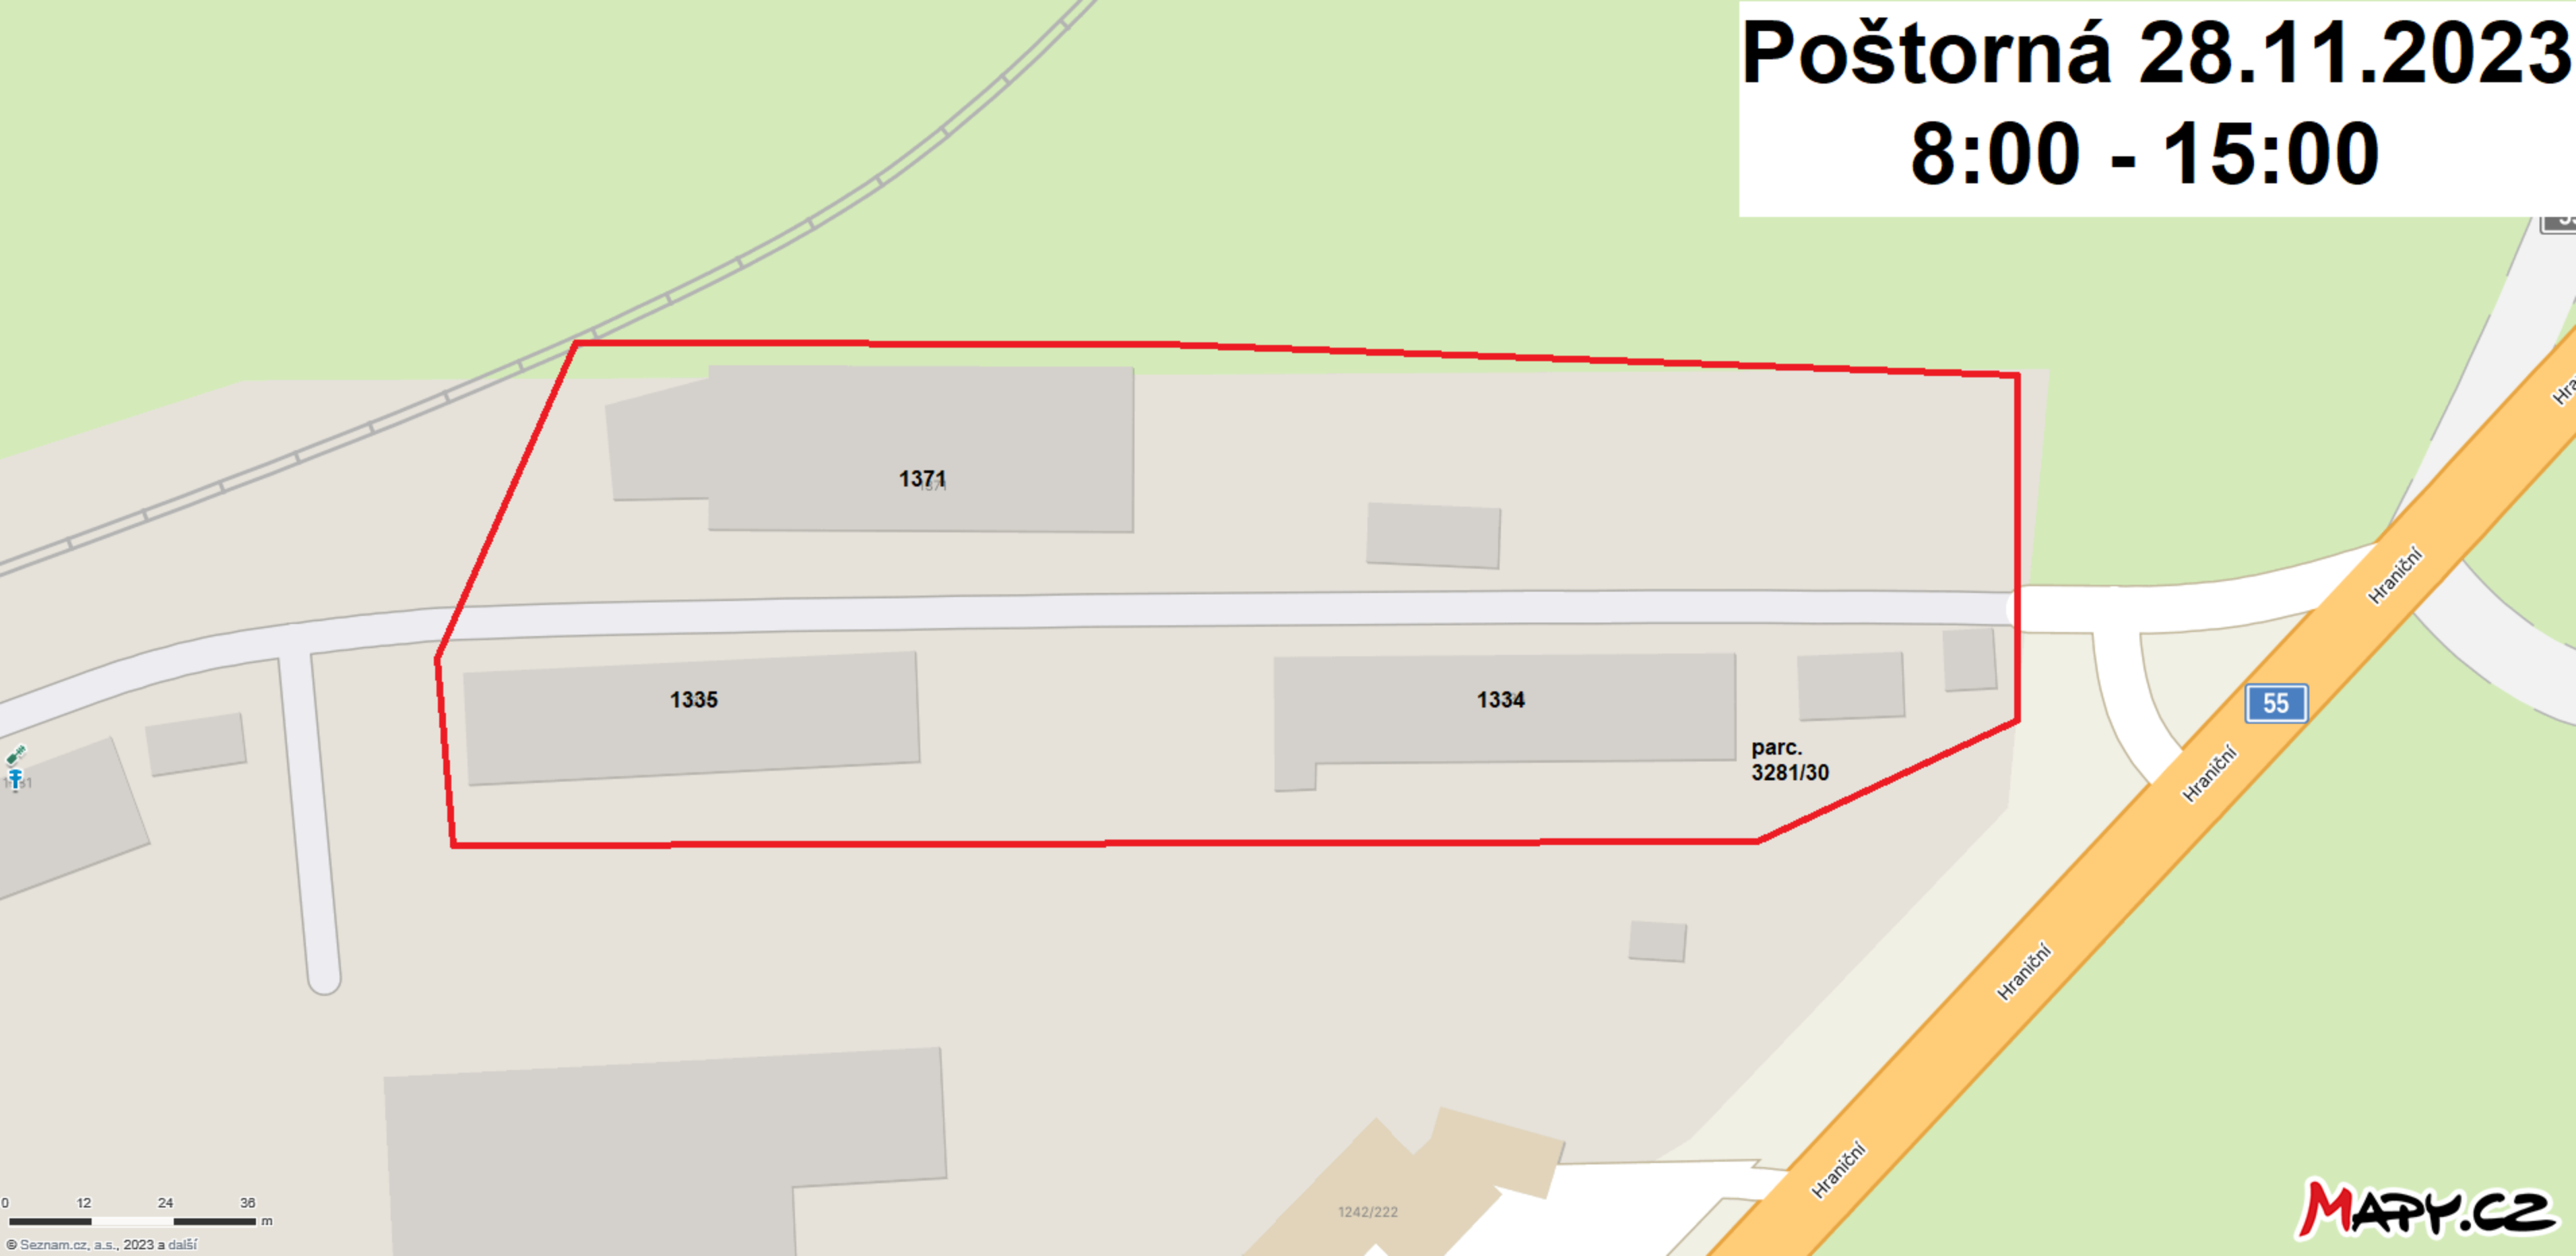 Poštorná 28.11.2023
8:00 - 15:00
1371
1335
1334
parc.
3281/30
Hraniční
55
Hraniční
Hraniční
Hraniční
1242/222
0 12 24 36 m
© Seznam.cz, a.s., 2023 a další
MAPY.CZ